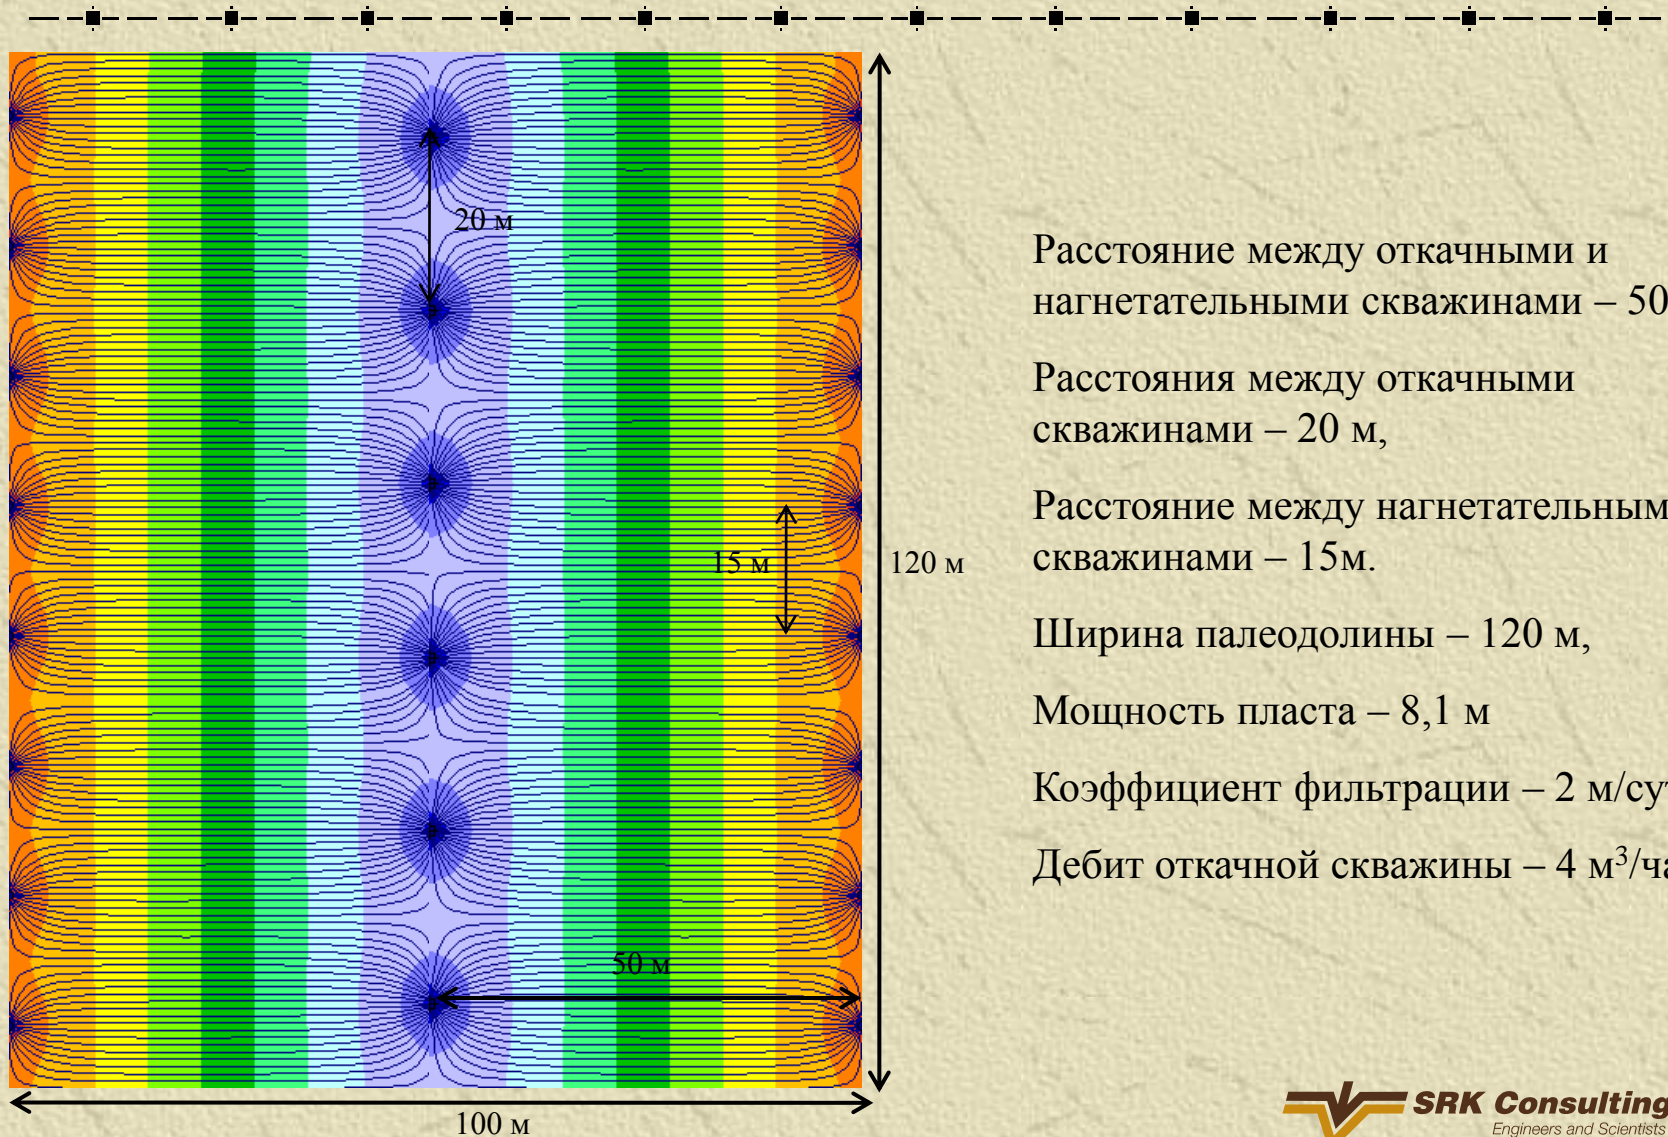 20 м
15 м
120 м
50 м
100 м
Расстояние между откачными и
нагнетательными скважинами – 50
Расстояния между откачными
скважинами – 20 м,
Расстояние между нагнетательным
скважинами – 15м.
Ширина палеодолины – 120 м,
Мощность пласта – 8,1 м
Коэффициент фильтрации – 2 м/сут
Дебит откачной скважины – 4 м³/ча
SRK Consulting
Engineers and Scientists